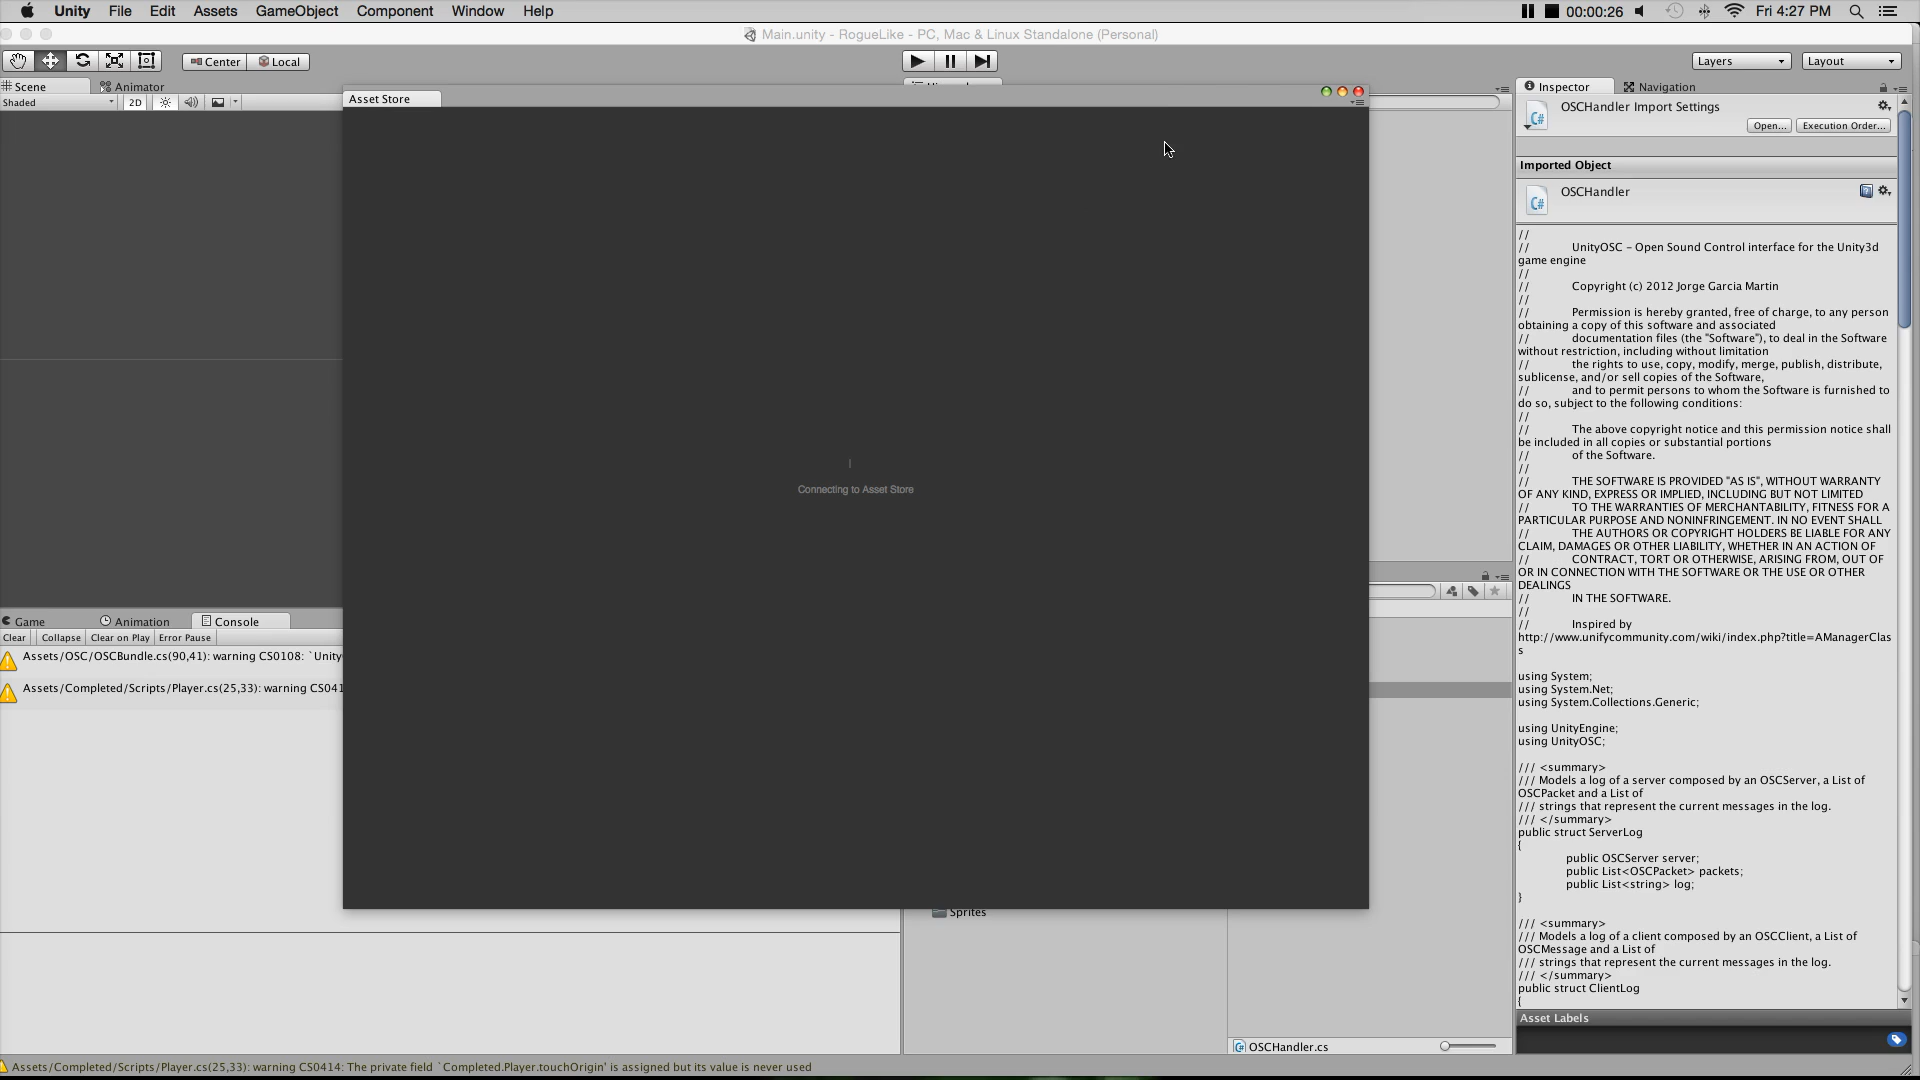 Unity File Edit Assets GameObject Component Window Help 00:00:26 Fri 4:27 PM
Main.unity - RogueLike - PC, Mac & Linux Standalone (Personal)
Center Local Layers Layout
Scene Animator Inspector Navigation
Shaded 2D
Asset Store
OSCHandler Import Settings
Open... Execution Order...
Imported Object
OSCHandler
C#
C#
//
// UnityOSC - Open Sound Control interface for the Unity3d
game engine
//
// Copyright (c) 2012 Jorge Garcia Martin
//
// Permission is hereby granted, free of charge, to any person
obtaining a copy of this software and associated
// documentation files (the "Software"), to deal in the Software
without restriction, including without limitation
// the rights to use, copy, modify, merge, publish, distribute,
sublicense, and/or sell copies of the Software,
// and to permit persons to whom the Software is furnished to
do so, subject to the following conditions:
//
// The above copyright notice and this permission notice shall
be included in all copies or substantial portions
// of the Software.
//
// THE SOFTWARE IS PROVIDED "AS IS", WITHOUT WARRANTY
OF ANY KIND, EXPRESS OR IMPLIED, INCLUDING BUT NOT LIMITED
// TO THE WARRANTIES OF MERCHANTABILITY, FITNESS FOR A
PARTICULAR PURPOSE AND NONINFRINGEMENT. IN NO EVENT SHALL
// THE AUTHORS OR COPYRIGHT HOLDERS BE LIABLE FOR ANY
CLAIM, DAMAGES OR OTHER LIABILITY, WHETHER IN AN ACTION OF
// CONTRACT, TORT OR OTHERWISE, ARISING FROM, OUT OF
OR IN CONNECTION WITH THE SOFTWARE OR THE USE OR OTHER
DEALINGS
// IN THE SOFTWARE.
//
// Inspired by
http://www.unifycommunity.com/wiki/index.php?title=AManagerClas
s
using System;
using System.Net;
using System.Collections.Generic;
using UnityEngine;
using UnityOSC;
/// <summary>
/// Models a log of a server composed by an OSCServer, a List of
OSCPacket and a List of
/// strings that represent the current messages in the log.
/// </summary>
public struct ServerLog
{
public OSCServer server;
public List<OSCPacket> packets;
public List<string> log;
}
/// <summary>
/// Models a log of a client composed by an OSCClient, a List of
OSCMessage and a List of
/// strings that represent the current messages in the log.
/// </summary>
public struct ClientLog
{
Asset Labels
Connecting to Asset Store
Game Animation Console
Clear Collapse Clear on Play Error Pause
Assets/OSC/OSCBundle.cs(90,41): warning CS0108: `Unity
Assets/Completed/Scripts/Player.cs(25,33): warning CS041
Sprites
OSCHandler.cs
Assets/Completed/Scripts/Player.cs(25,33): warning CS0414: The private field `Completed.Player.touchOrigin' is assigned but its value is never used